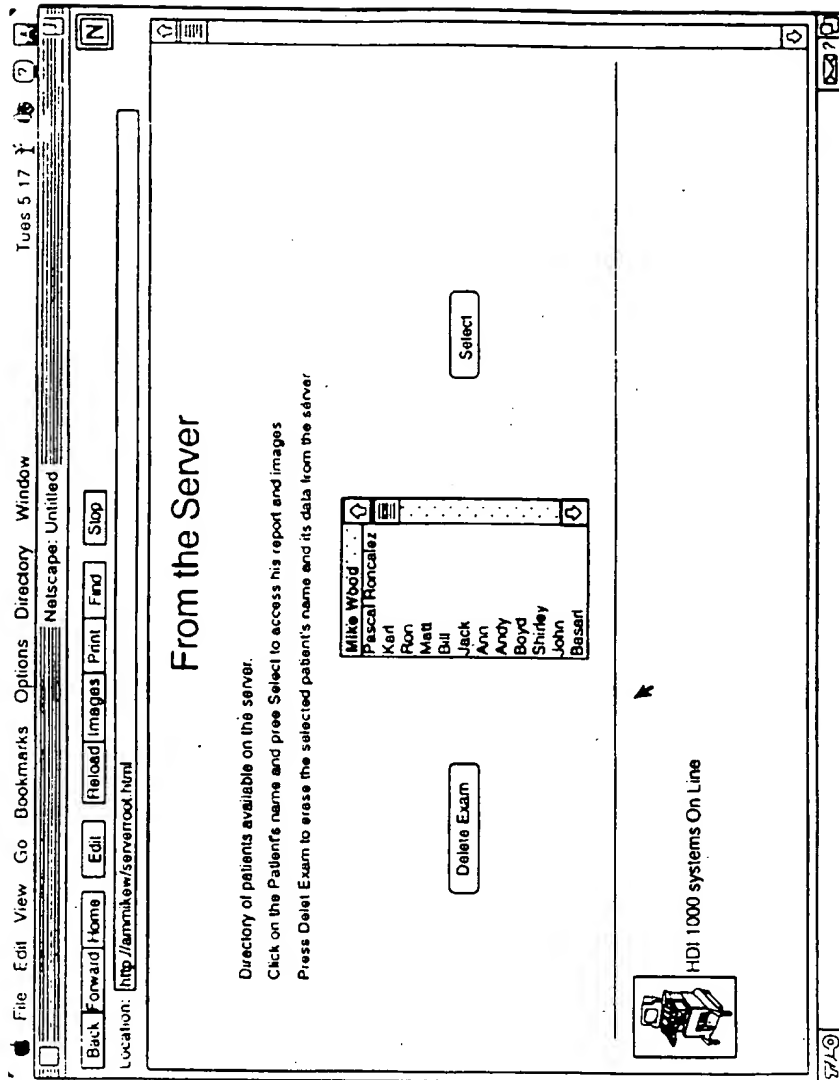 File Edit View Go Bookmarks Options Directory Window Tues 5 17
Netscape: Untitled
Back Forward Home Edit Reload Images Print Find Stop
N
Location: http://ammikew/serverroot.html
From the Server
Directory of patients available on the server.
Click on the Patient's name and pree Select to access his report and images
Press Delet Exam to erase the selected patient's name and its data from the server
Mike Wood
Pascal Roncalez
Karl
Ron
Matt
Bill
Jack
Ann
Andy
Boyd
Shirley
John
Basari
Delete Exam
Select
HDI 1000 systems On Line